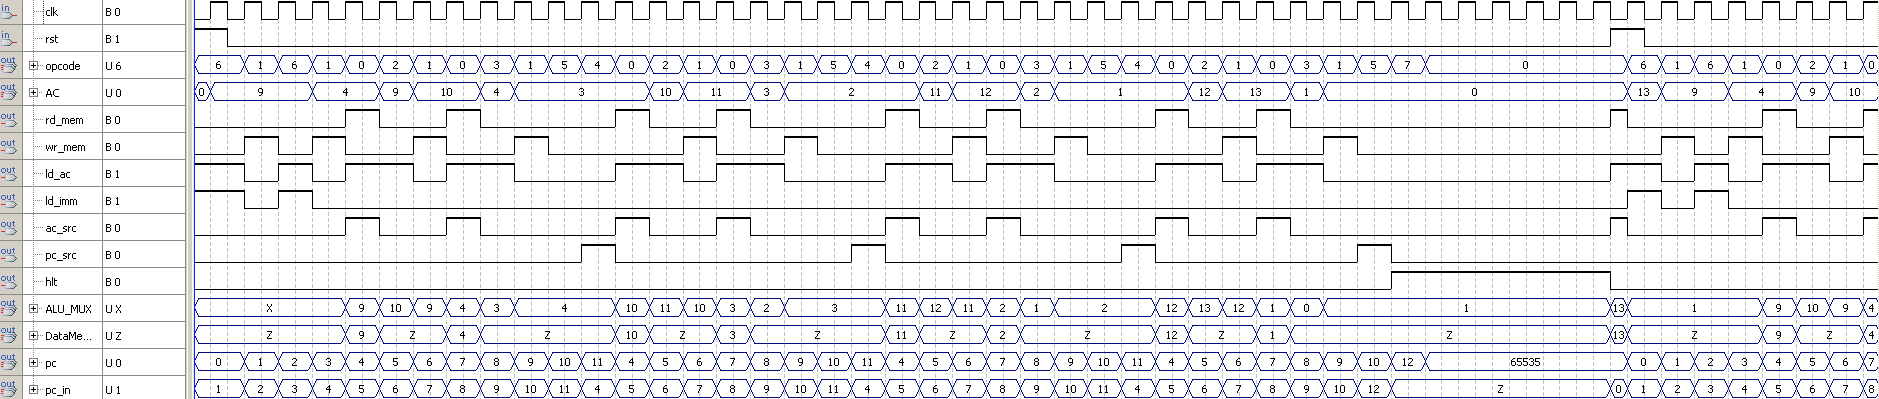 in clk B 0
in rst B 1
out opcode U 6 6 1 6 1 0 2 1 0 3 1 5 4 0 2 1 0 3 1 5 4 0 2 1 0 3 1 5 4 0 2 1 0 3 1 5 7 0 6 1 6 1 0 2 1 0
out AC U 0 0 9 4 9 10 4 3 10 11 3 2 11 12 2 1 12 13 1 0 13 9 4 9 10
out rd_mem B 0
out wr_mem B 0
out ld_ac B 1
out ld_imm B 1
out ac_src B 0
out pc_src B 0
out hlt B 0
out ALU_MUX U X X 9 10 9 4 3 4 10 11 10 3 2 3 11 12 11 2 1 2 12 13 12 1 0 1 13 1 9 10 9 4
out DataMe... U Z Z 9 Z 4 Z 10 Z 3 Z 11 Z 2 Z 12 Z 1 Z 13 Z 9 Z 4
out pc U 0 0 1 2 3 4 5 6 7 8 9 10 11 4 5 6 7 8 9 10 11 4 5 6 7 8 9 10 11 4 5 6 7 8 9 10 12 65535 0 1 2 3 4 5 6 7
out pc_in U 1 1 2 3 4 5 6 7 8 9 10 11 4 5 6 7 8 9 10 11 4 5 6 7 8 9 10 11 4 5 6 7 8 9 10 12 Z 0 1 2 3 4 5 6 7 8